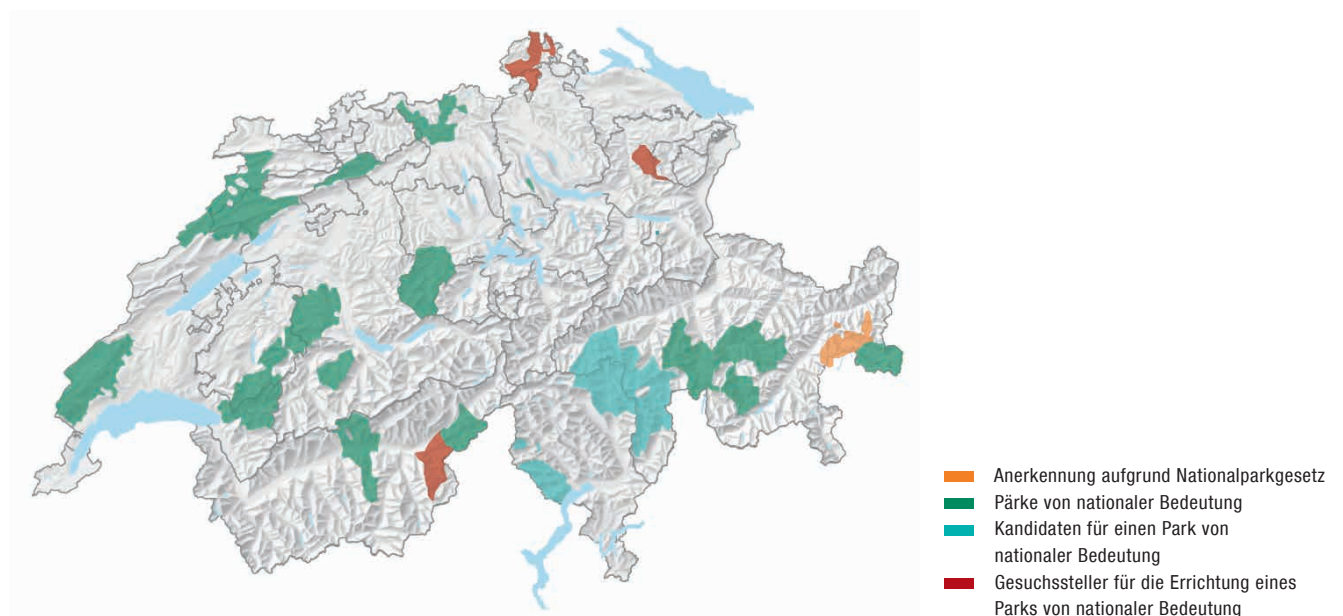 Anerkennung aufgrund Nationalparkgesetz
Pärke von nationaler Bedeutung
Kandidaten für einen Park von
nationaler Bedeutung
Gesuchssteller für die Errichtung eines
Parks von nationaler Bedeutung